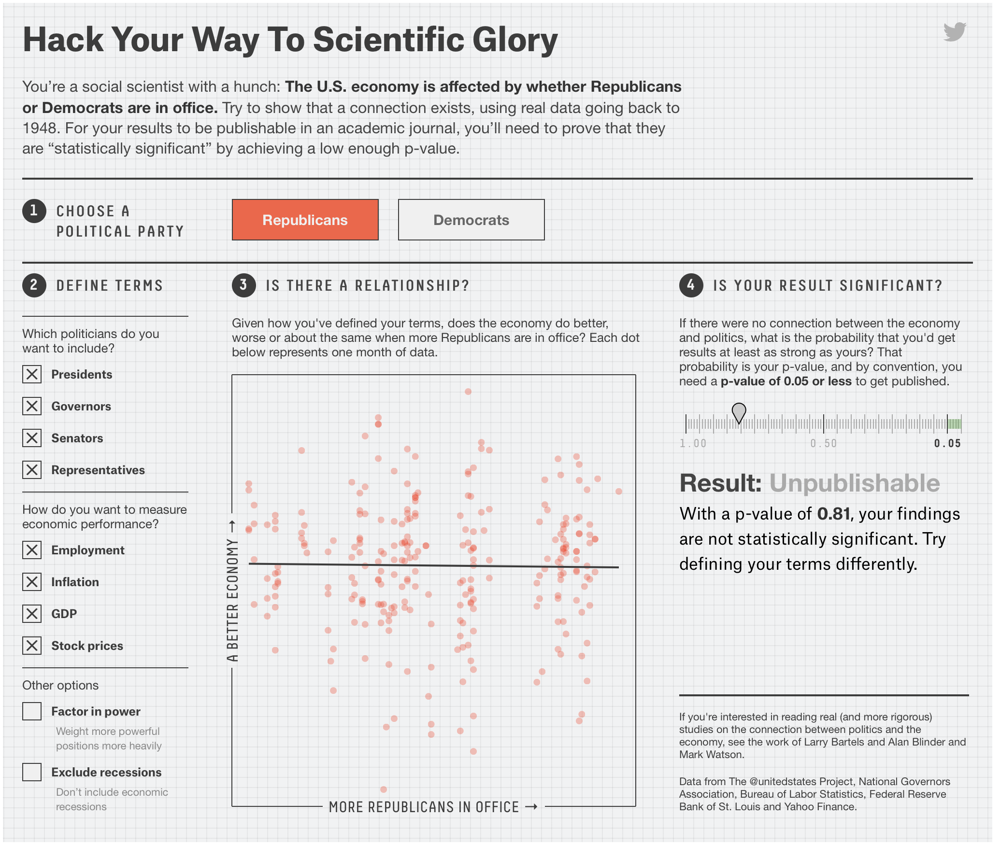 Hack Your Way To Scientific Glory
You’re a social scientist with a hunch: The U.S. economy is affected by whether Republicans
or Democrats are in office. Try to show that a connection exists, using real data going back to
1948. For your results to be publishable in an academic journal, you’ll need to prove that they
are “statistically significant” by achieving a low enough p-value.
1 CHOOSE A
POLITICAL PARTY
Republicans
Democrats
2 DEFINE TERMS
Which politicians do you
want to include?
Presidents
Governors
Senators
Representatives
How do you want to measure
economic performance?
Employment
Inflation
GDP
Stock prices
Other options
Factor in power
Weight more powerful
positions more heavily
Exclude recessions
Don’t include economic
recessions
3 IS THERE A RELATIONSHIP?
Given how you've defined your terms, does the economy do better,
worse or about the same when more Republicans are in office? Each dot
below represents one month of data.
A BETTER ECONOMY →
MORE REPUBLICANS IN OFFICE →
4 IS YOUR RESULT SIGNIFICANT?
If there were no connection between the economy
and politics, what is the probability that you'd get
results at least as strong as yours? That
probability is your p-value, and by convention, you
need a p-value of 0.05 or less to get published.
1.00 0.50 0.05
Result: Unpublishable
With a p-value of 0.81, your findings
are not statistically significant. Try
defining your terms differently.
If you're interested in reading real (and more rigorous)
studies on the connection between politics and the
economy, see the work of Larry Bartels and Alan Blinder and
Mark Watson.
Data from The @unitedstates Project, National Governors
Association, Bureau of Labor Statistics, Federal Reserve
Bank of St. Louis and Yahoo Finance.